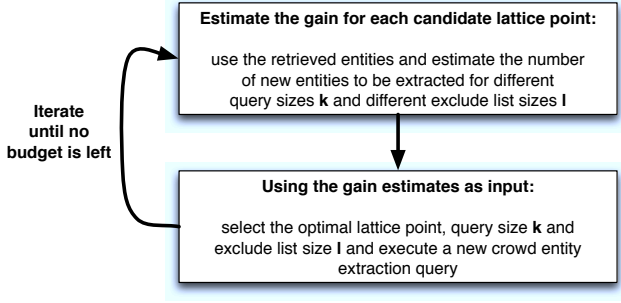 Estimate the gain for each candidate lattice point:
use the retrieved entities and estimate the number
of new entities to be extracted for different
query sizes k and different exclude list sizes l
Iterate
until no
budget is left
Using the gain estimates as input:
select the optimal lattice point, query size k and
exclude list size l and execute a new crowd entity
extraction query